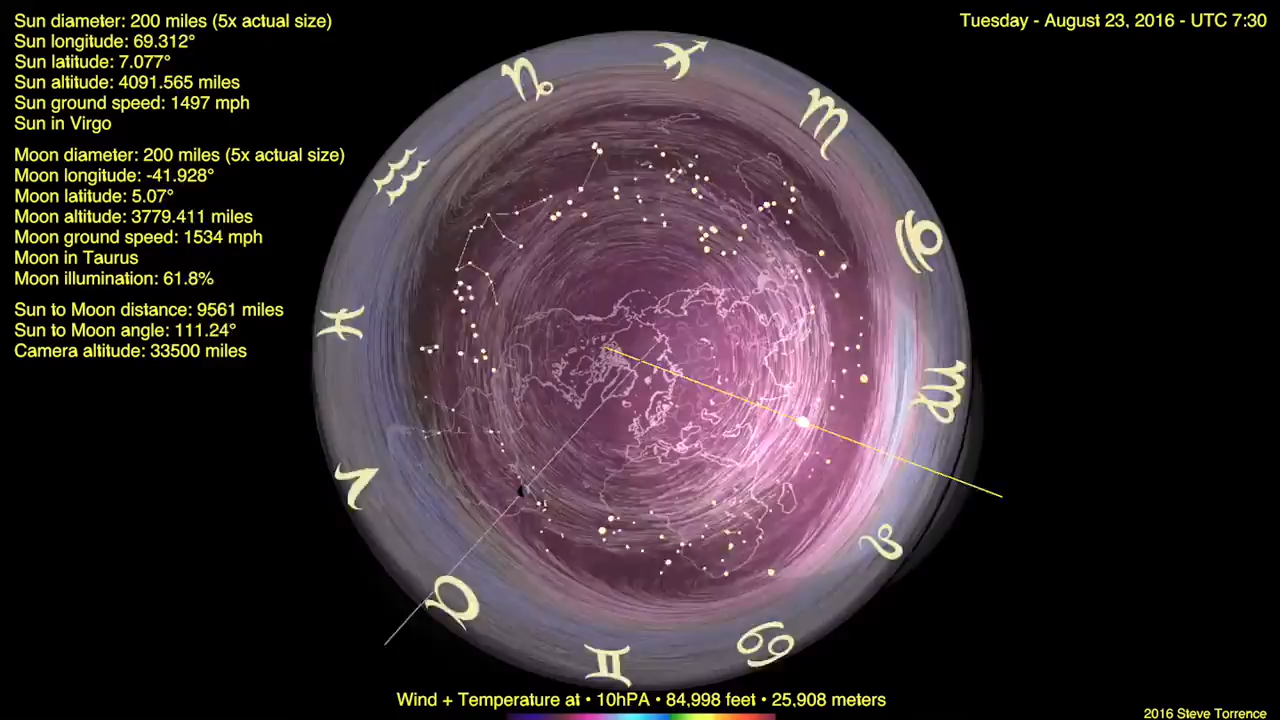 Sun diameter: 200 miles (5x actual size)
Sun longitude: 69.312°
Sun latitude: 7.077°
Sun altitude: 4091.565 miles
Sun ground speed: 1497 mph
Sun in Virgo
Moon diameter: 200 miles (5x actual size)
Moon longitude: -41.928°
Moon latitude: 5.07°
Moon altitude: 3779.411 miles
Moon ground speed: 1534 mph
Moon in Taurus
Moon illumination: 61.8%
Sun to Moon distance: 9561 miles
Sun to Moon angle: 111.24°
Camera altitude: 33500 miles
Tuesday - August 23, 2016 - UTC 7:30
Wind + Temperature at • 10hPA • 84,998 feet • 25,908 meters
2016 Steve Torrence